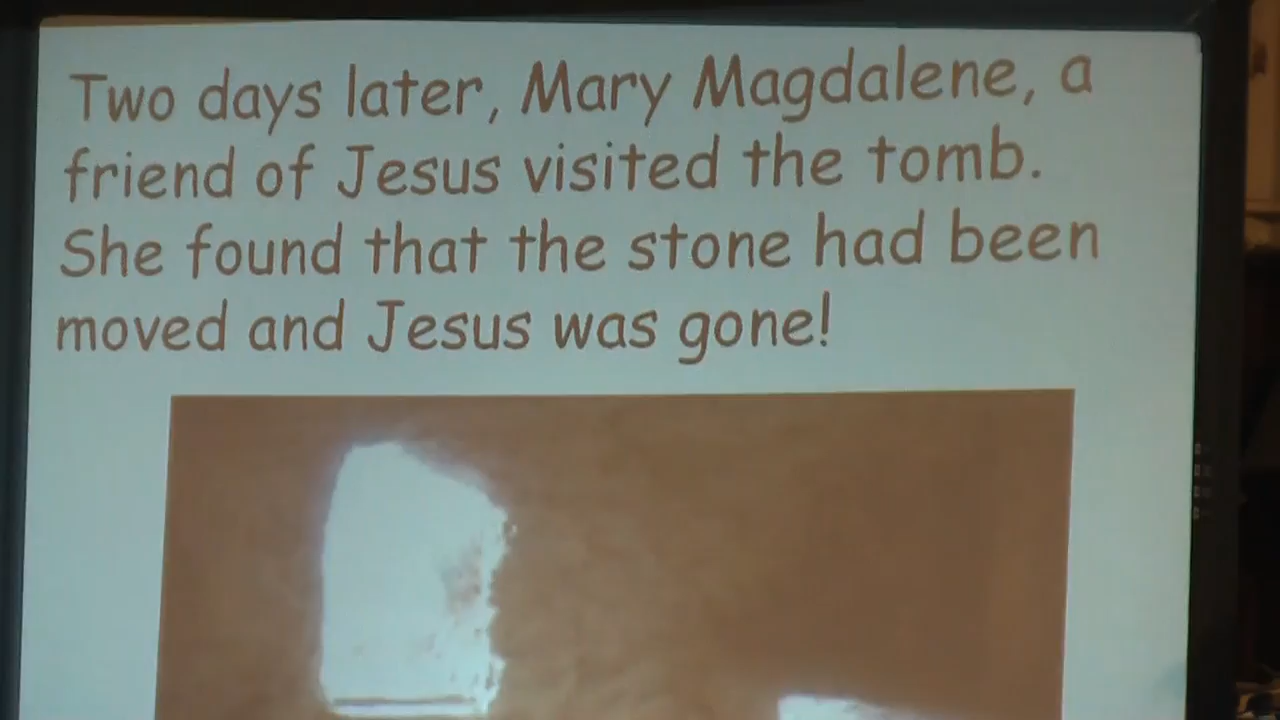 Two days later, Mary Magdalene, a
friend of Jesus visited the tomb.
She found that the stone had been
moved and Jesus was gone!